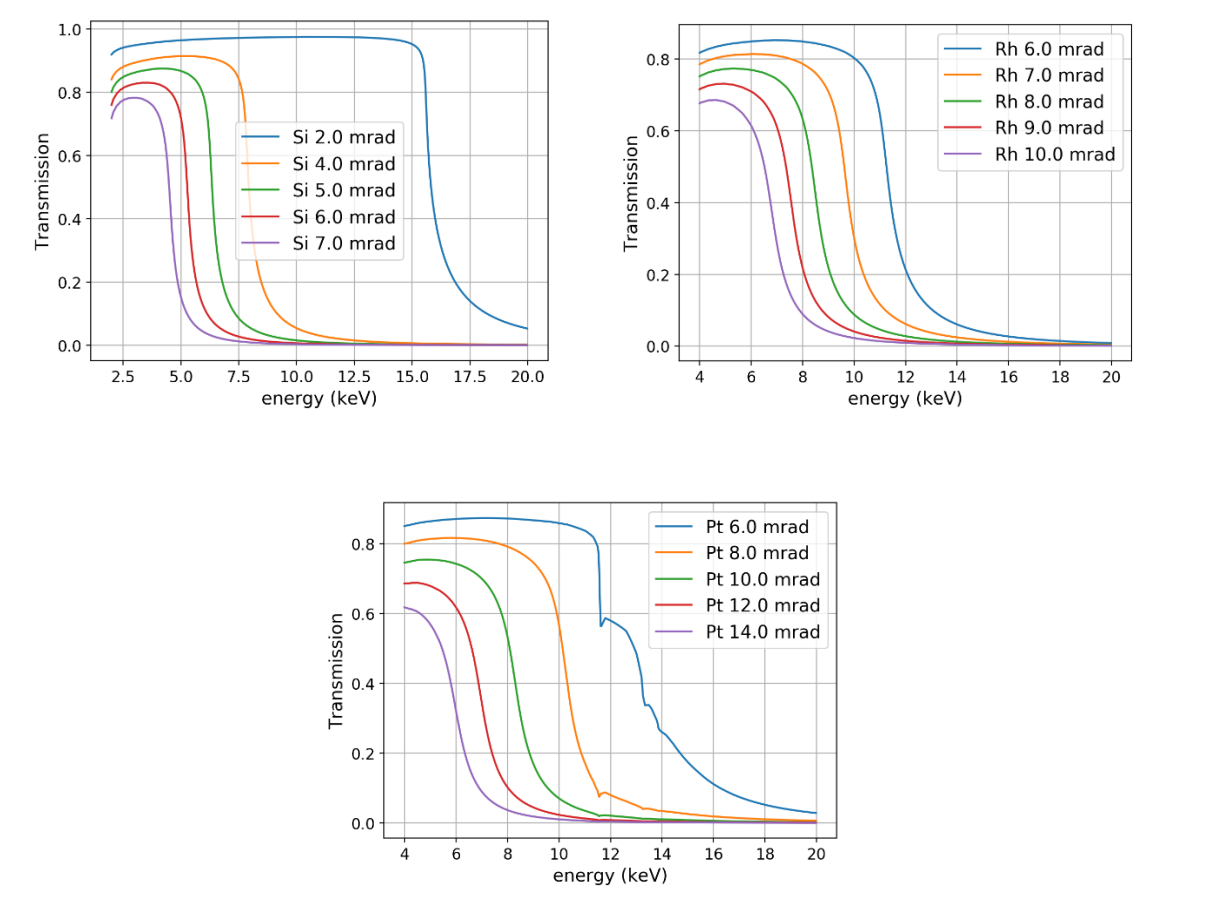 1.0
0.8
0.6
0.4
0.2
0.0
Transmission
Si 2.0 mrad
Si 4.0 mrad
Si 5.0 mrad
Si 6.0 mrad
Si 7.0 mrad
2.5 5.0 7.5 10.0 12.5 15.0 17.5 20.0
energy (keV)
0.8
0.6
0.4
0.2
0.0
Transmission
Rh 6.0 mrad
Rh 7.0 mrad
Rh 8.0 mrad
Rh 9.0 mrad
Rh 10.0 mrad
4 6 8 10 12 14 16 18 20
energy (keV)
0.8
0.6
0.4
0.2
0.0
Transmission
Pt 6.0 mrad
Pt 8.0 mrad
Pt 10.0 mrad
Pt 12.0 mrad
Pt 14.0 mrad
4 6 8 10 12 14 16 18 20
energy (keV)